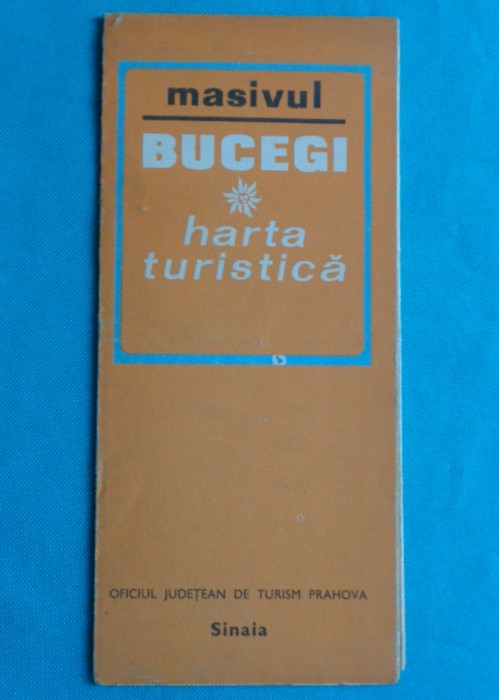 masivul
BUCEGI
harta
turistică
OFICIUL JUDEȚEAN DE TURISM PRAHOVA
Sinaia